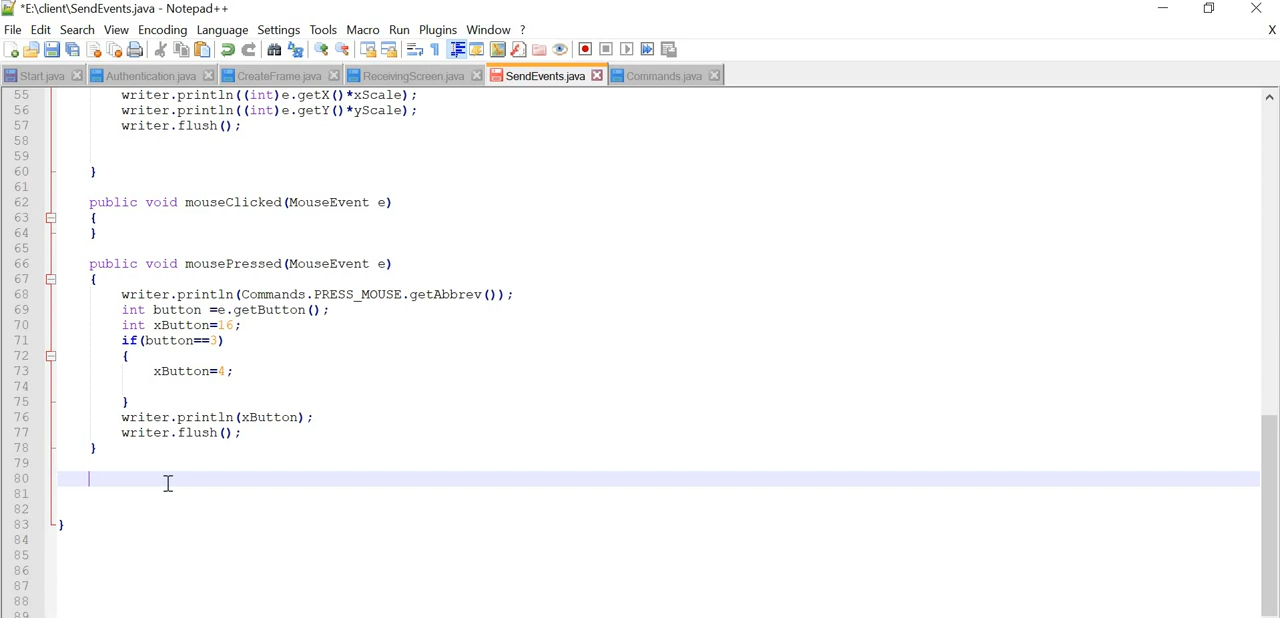 *E:\client\SendEvents.java - Notepad++
File Edit Search View Encoding Language Settings Tools Macro Run Plugins Window ? X
Start.java Authentication.java CreateFrame.java ReceivingScreen.java SendEvents.java Commands.java
55 writer.println((int)e.getX()*xScale);
56 writer.println((int)e.getY()*yScale);
57 writer.flush();
58
59
60 }
61
62 public void mouseClicked(MouseEvent e)
63 {
64 }
65
66 public void mousePressed(MouseEvent e)
67 {
68 writer.println(Commands.PRESS_MOUSE.getAbbrev());
69 int button =e.getButton();
70 int xButton=16;
71 if(button==3)
72 {
73 xButton=4;
74
75 }
76 writer.println(xButton);
77 writer.flush();
78 }
79
80
81
82
83 }
84
85
86
87
88
89